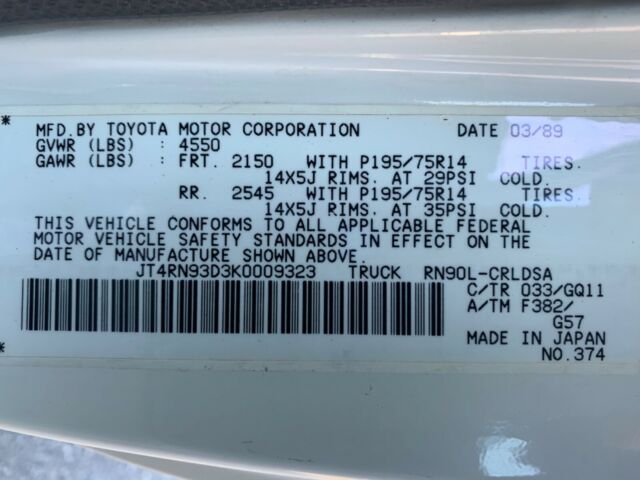 MFD.BY TOYOTA MOTOR CORPORATION DATE 03/89
GVWR (LBS) : 4550
GAWR (LBS) : FRT. 2150 WITH P195/75R14 TIRES.
14X5J RIMS. AT 29PSI COLD.
RR. 2545 WITH P195/75R14 TIRES.
14X5J RIMS. AT 35PSI COLD.
THIS VEHICLE CONFORMS TO ALL APPLICABLE FEDERAL
MOTOR VEHICLE SAFETY STANDARDS IN EFFECT ON THE
DATE OF MANUFACTURE SHOWN ABOVE.
JT4RN93D3K0009323 TRUCK RN90L-CRLDSA
C/TR 033/GQ11
A/TM F382/
G57
MADE IN JAPAN
NO.374